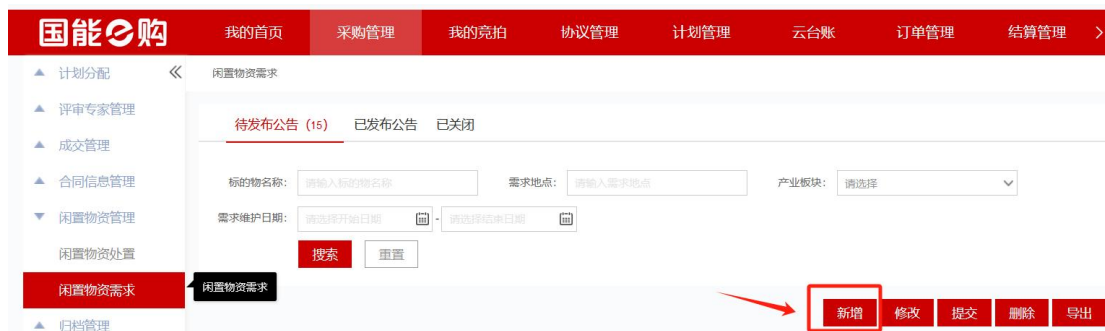 国能e购 我的首页 采购管理 我的竞拍 协议管理 计划管理 云台账 订单管理 结算管理
计划分配 闲置物资需求
评审专家管理
待发布公告 (15) 已发布公告 已关闭
成交管理
合同信息管理 标的物名称: 请输入标的物名称 需求地点: 请输入需求地点 产业板块: 请选择
闲置物资管理 需求维护日期: 请选择开始日期 - 请选择结束日期
闲置物资处置 搜索 重置
闲置物资需求 闲置物资需求
新增 修改 提交 删除 导出
归档管理